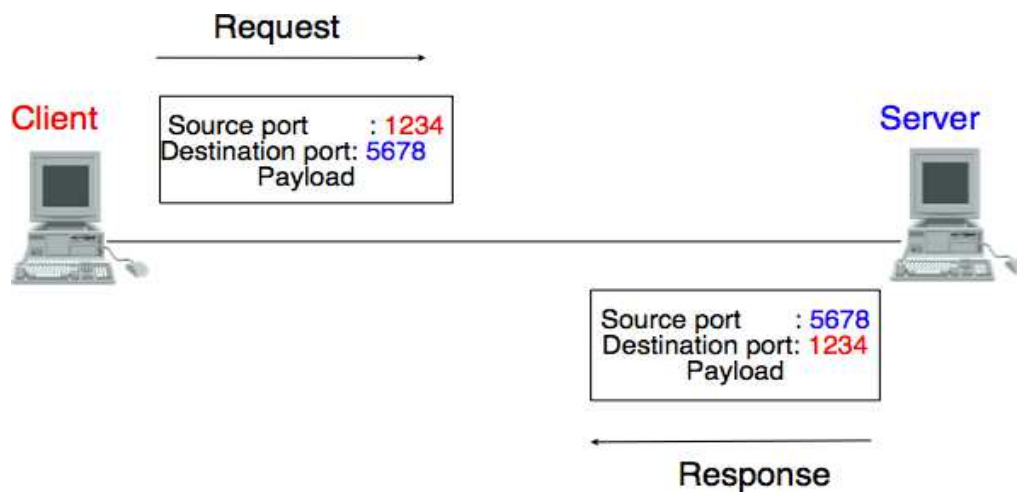 Request
Client
Source port : 1234
Destination port: 5678
Payload
Server
Source port : 5678
Destination port: 1234
Payload
Response